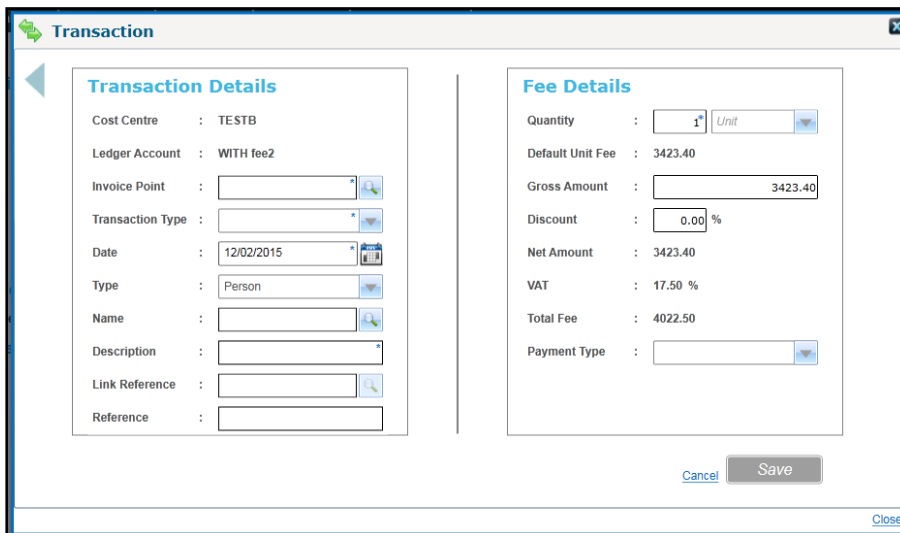 Transaction
Transaction Details
Cost Centre : TESTB
Ledger Account : WITH fee2
Invoice Point : *
Transaction Type : *
Date : 12/02/2015 *
Type : Person
Name :
Description : *
Link Reference :
Reference :
Fee Details
Quantity : 1* Unit
Default Unit Fee : 3423.40
Gross Amount : 3423.40
Discount : 0.00 %
Net Amount : 3423.40
VAT : 17.50 %
Total Fee : 4022.50
Payment Type :
Cancel Save
Close